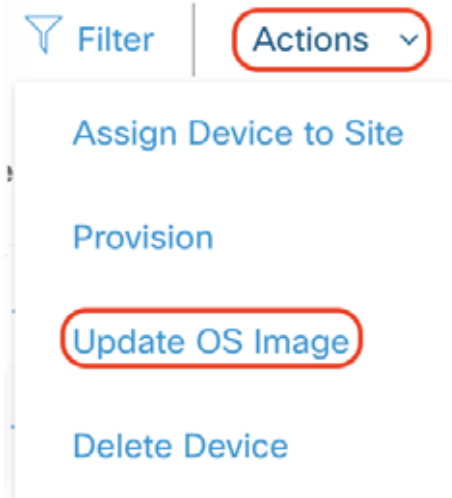 Filter Actions
Assign Device to Site
Provision
Update OS Image
Delete Device